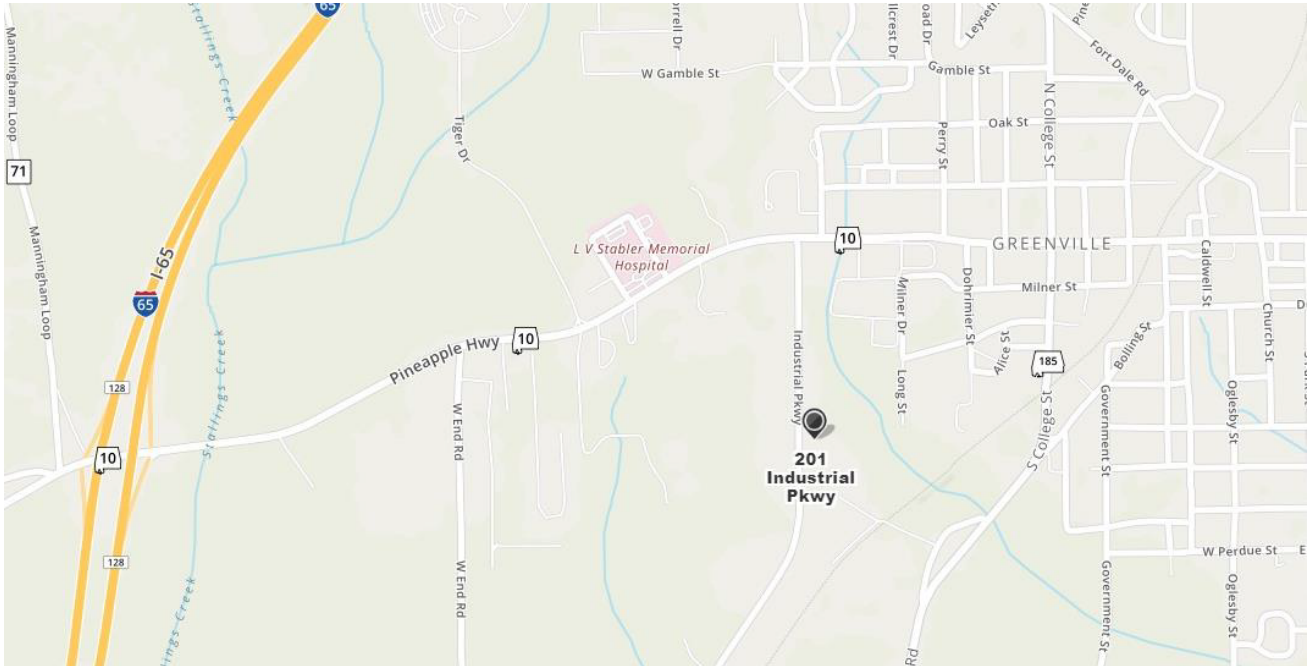 65
Stallings Creek
Manningham Loop
71
Manningham Loop
I-65
65
128
10
128
Stallings Creek
Stallings Creek
Tiger Dr
W Gamble St
L V Stabler Memorial
Hospital
Pineapple Hwy
10
W End Rd
W End Rd
Industrial Pkwy
201
Industrial
Pkwy
10
Gamble St
Fort Dale Rd
Oak St
Perry St
N College St
GREENVILLE
Milner St
Milner Dr
Long St
Dohrimier St
Alice St
185
S College St
Bolling St
Caldwell St
Church St
Oglesby St
Government St
Government St
W Perdue St
Oglesby St